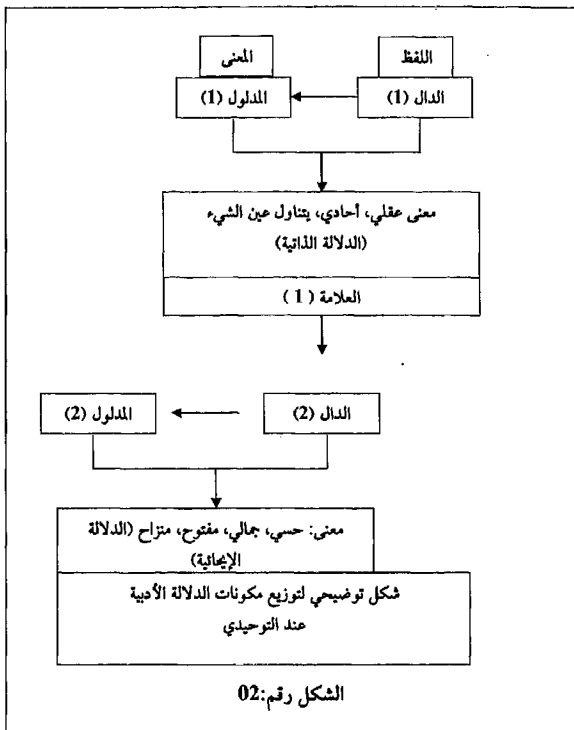 اللفظ المعنى
الدال (1) المدلول (1)
معنى عقلي، أحادي، يتناول عين الشيء
(الدلالة الذاتية)
العلامة ( 1 )
الدال (2) المدلول (2)
معنى: حسي، جمالي، مفتوح، منزاح (الدلالة
الإيحائية)
شكل توضيحي لتوزيع مكونات الدلالة الأدبية
عند التوحيدي
الشكل رقم:02